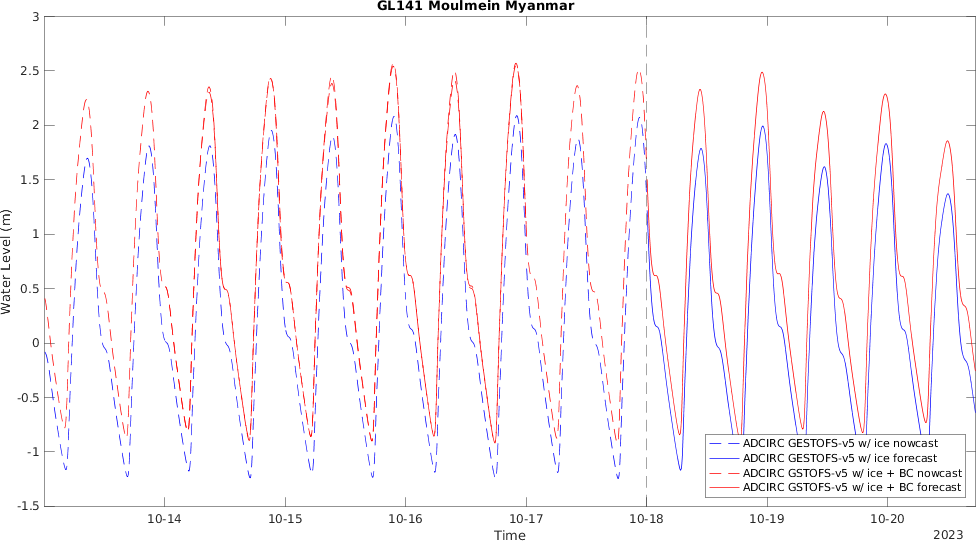 GL141 Moulmein Myanmar
3
2.5
2
1.5
1
0.5
0
-0.5
-1
-1.5
Water Level (m)
10-14
10-15
10-16
10-17
10-18
10-19
10-20
Time
2023
ADCIRC GESTOFS-v5 w/ ice nowcast
ADCIRC GESTOFS-v5 w/ ice forecast
ADCIRC GSTOFS-v5 w/ ice + BC nowcast
ADCIRC GSTOFS-v5 w/ ice + BC forecast